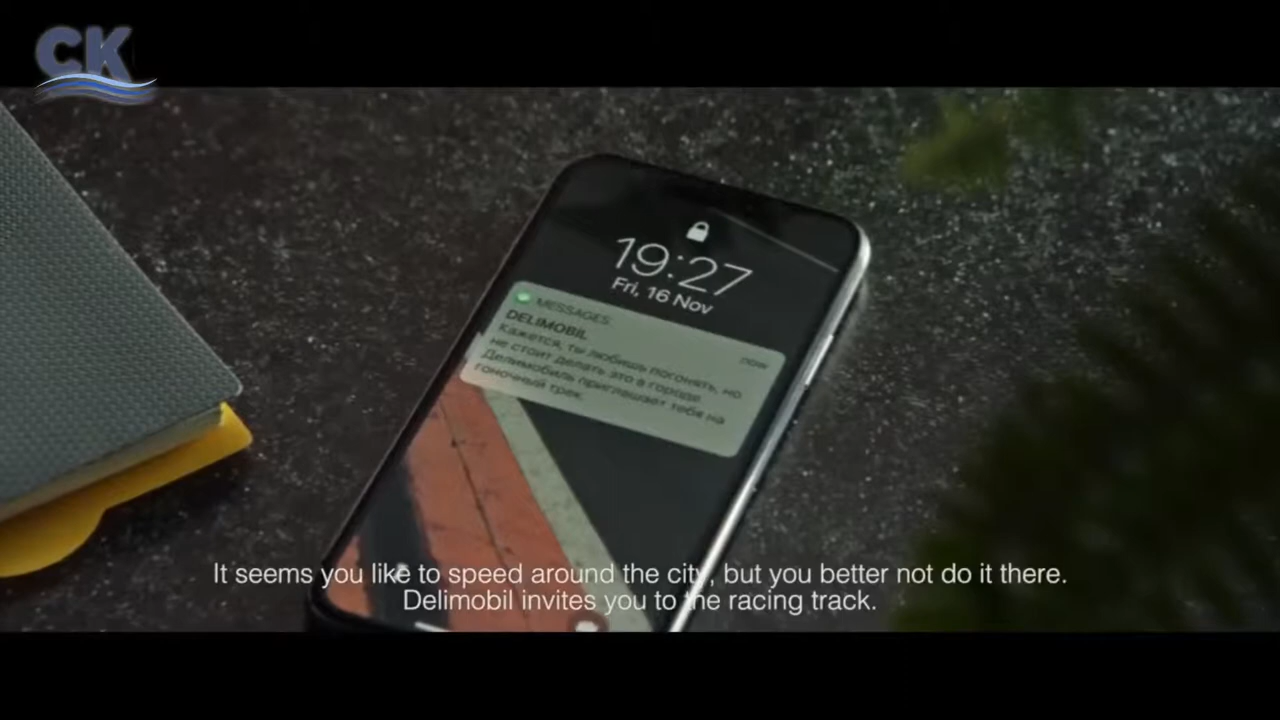 CK
19:27
Fri, 16 Nov
MESSAGES
now
DELIMOBIL
Кажется, ты любишь погонять, но
не стоит делать это в городе.
Делимобиль приглашает тебя на
гоночный трек.
It seems you like to speed around the city, but you better not do it there.
Delimobil invites you to the racing track.